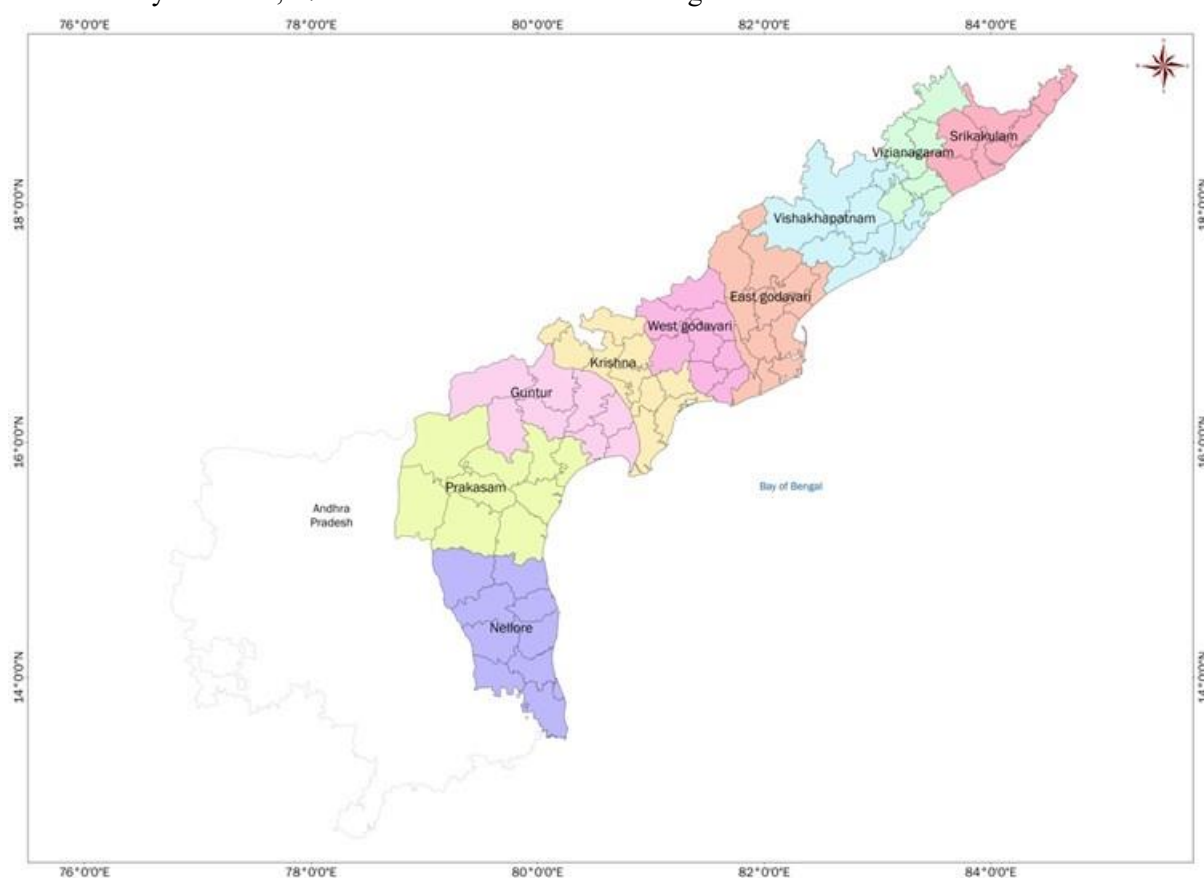 76°0'0"E
78°0'0"E
80°0'0"E
82°0'0"E
84°0'0"E
Srikakulam
Vizianagaram
18°0'0"N
18°0'0"N
Vishakhapatnam
East godavari
West godavari
Krishna
Guntur
16°0'0"N
16°0'0"N
Prakasam
Bay of Bengal
Andhra
Pradesh
Nellore
14°0'0"N
14°0'0"N
76°0'0"E
78°0'0"E
80°0'0"E
82°0'0"E
84°0'0"E